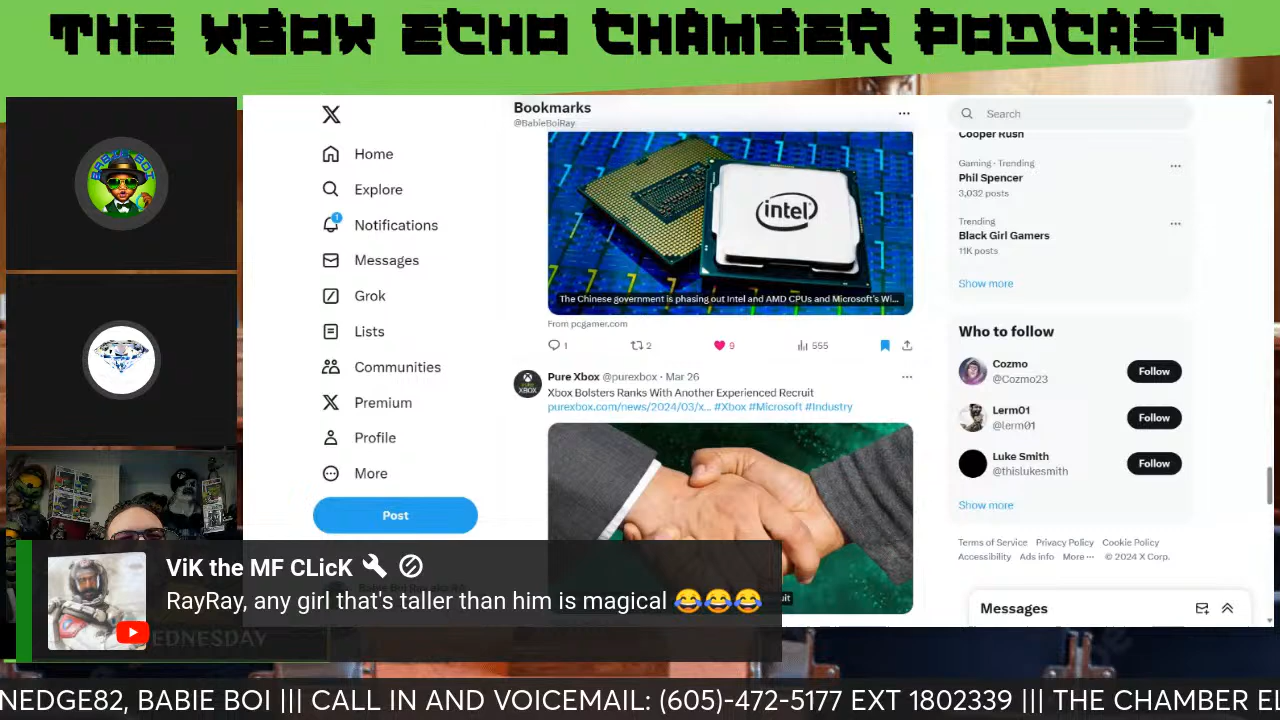 THE XBOX ECHO CHAMBER PODCAST
BABIE BOI
Home
Explore
1
Notifications
Messages
Grok
Lists
Communities
Premium
Profile
More
Post
Bookmarks
@BabieBoiRay
intel
The Chinese government is phasing out Intel and AMD CPUs and Microsoft's Wi...
From pcgamer.com
1
2
9
555
Pure Xbox @purexbox · Mar 26
Xbox Bolsters Ranks With Another Experienced Recruit
purexbox.com/news/2024/03/x... #Xbox #Microsoft #Industry
Search
Cooper Rush
Gaming · Trending
Phil Spencer
3,032 posts
Trending
Black Girl Gamers
11K posts
Show more
Who to follow
Cozmo
@Cozmo23
Follow
Lerm01
@lerm01
Follow
Luke Smith
@thislukesmith
Follow
Show more
Terms of Service Privacy Policy Cookie Policy
Accessibility Ads info More ··· © 2024 X Corp.
Messages
ViK the MF CLicK
RayRay, any girl that's taller than him is magical 😂😂😂
EDNESDAY
NEDGE82, BABIE BOI ||| CALL IN AND VOICEMAIL: (605)-472-5177 EXT 1802339 ||| THE CHAMBER EL